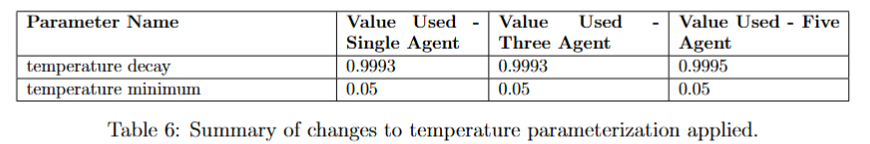 Parameter Name Value Used - Value Used - Value Used - Five
Single Agent Three Agent Agent
temperature decay 0.9993 0.9993 0.9995
temperature minimum 0.05 0.05 0.05
Table 6: Summary of changes to temperature parameterization applied.